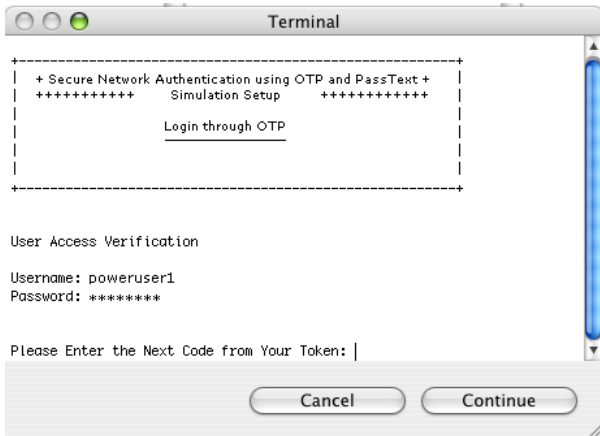 Terminal
+ Secure Network Authentication using OTP and PassText +
+++++++++++ Simulation Setup ++++++++++++
Login through OTP
User Access Verification
Username: poweruser1
Password: ********
Please Enter the Next Code from Your Token:
Cancel Continue